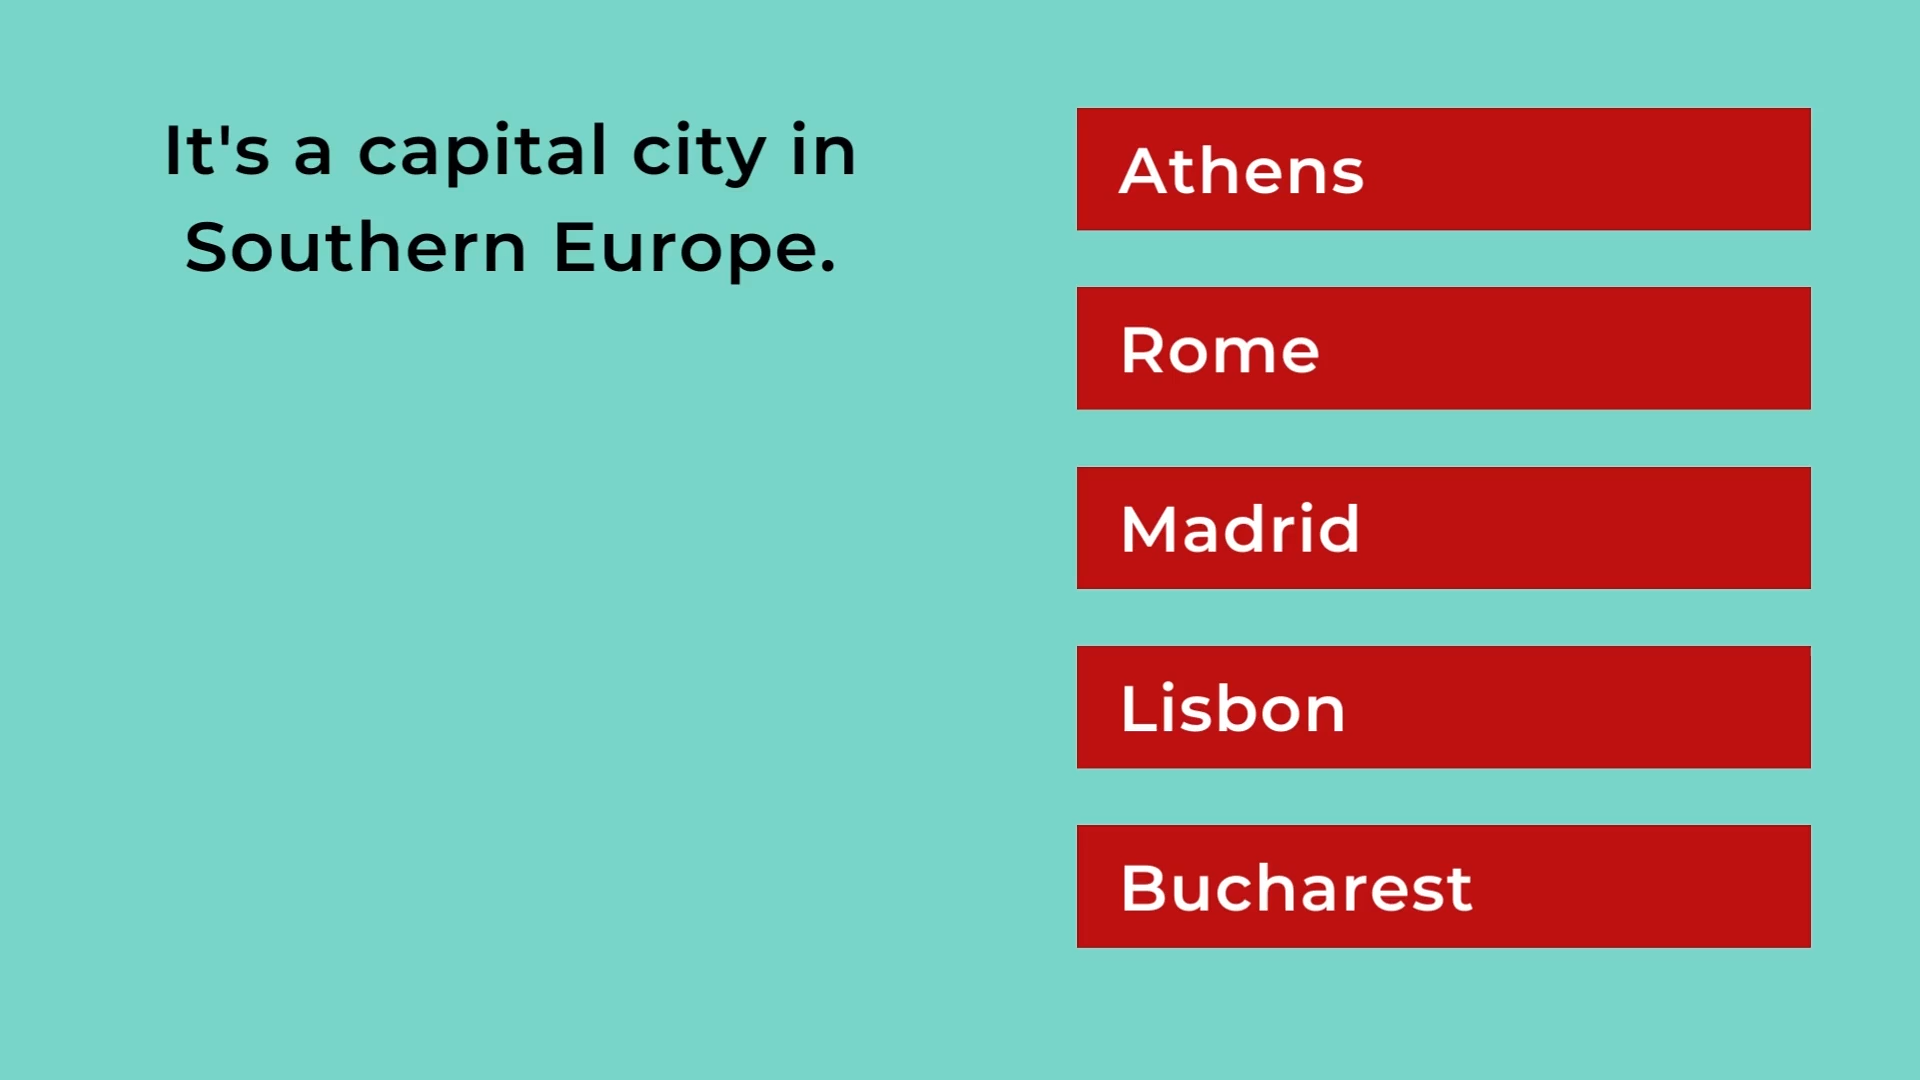 It's a capital city in
Southern Europe.
Athens
Rome
Madrid
Lisbon
Bucharest